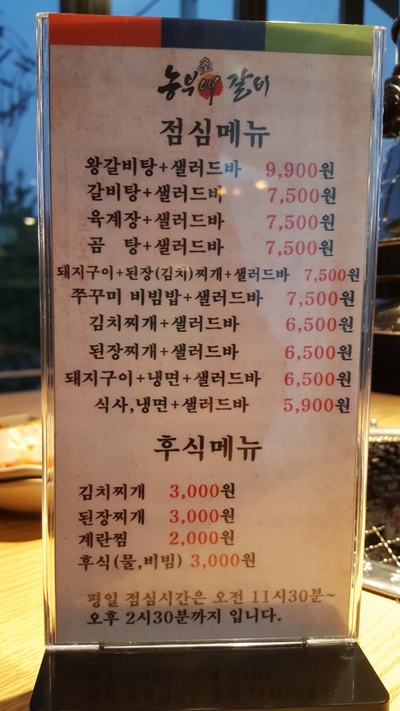 농부애갈비
점심메뉴
왕갈비탕+샐러드바 9,900원
갈비탕+샐러드바 7,500원
육계장+샐러드바 7,500원
곰 탕+샐러드바 7,500원
돼지구이+된장(김치)찌개+샐러드바 7,500원
쭈꾸미 비빔밥+샐러드바 7,500원
김치찌개+샐러드바 6,500원
된장찌개+샐러드바 6,500원
돼지구이+냉면+샐러드바 6,500원
식사,냉면+샐러드바 5,900원
후식메뉴
김치찌개 3,000원
된장찌개 3,000원
계란찜 2,000원
후식(물,비빔) 3,000원
평일 점심시간은 오전 11시30분~
오후 2시30분까지 입니다.